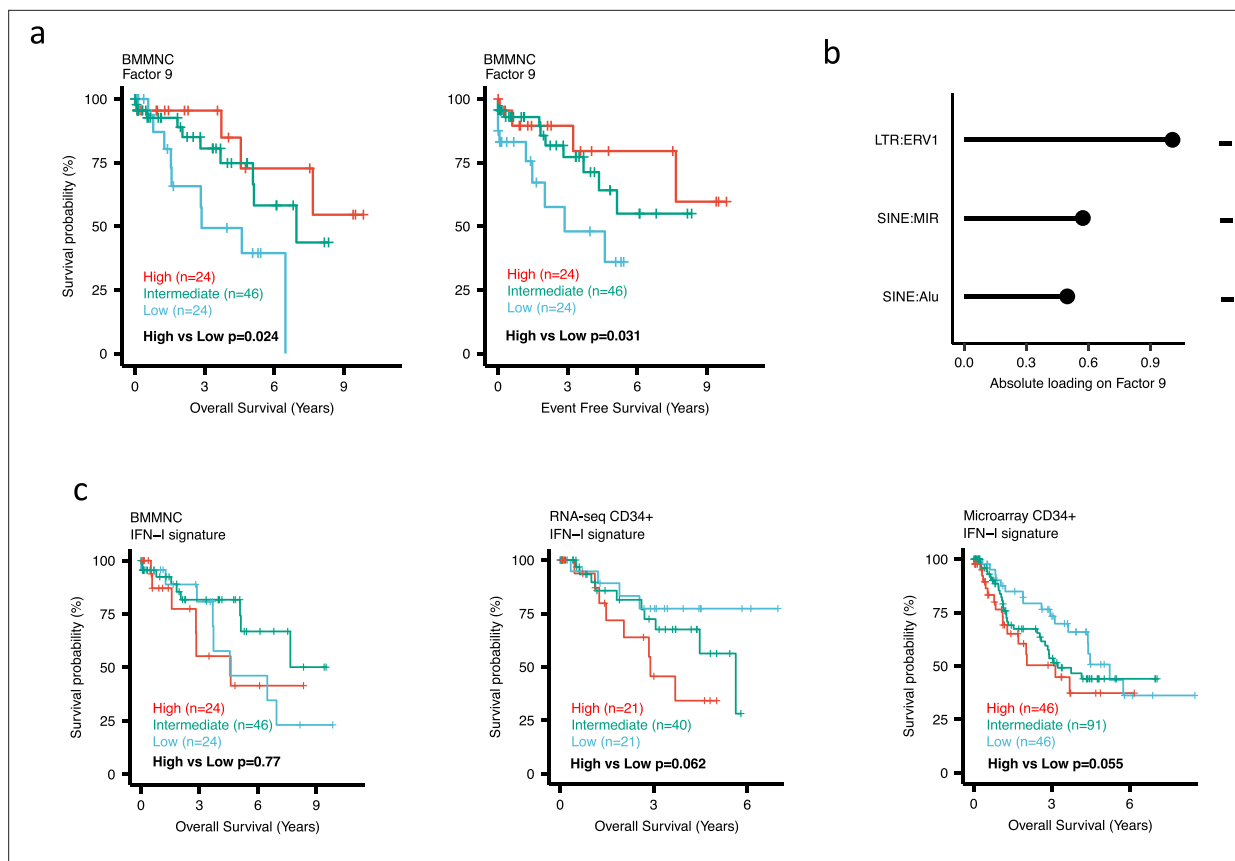 a
BMMNC
Factor 9
Survival probability (%)
100
75
50
25
0
High (n=24)
Intermediate (n=46)
Low (n=24)
High vs Low p=0.024
0 3 6 9
Overall Survival (Years)
BMMNC
Factor 9
100
75
50
25
0
High (n=24)
Intermediate (n=46)
Low (n=24)
High vs Low p=0.031
0 3 6 9
Event Free Survival (Years)
b
LTR:ERV1
SINE:MIR
SINE:Alu
0.0 0.3 0.6 0.9
Absolute loading on Factor 9
c
BMMNC
IFN–I signature
Survival probability (%)
100
75
50
25
0
High (n=24)
Intermediate (n=46)
Low (n=24)
High vs Low p=0.77
0 3 6 9
Overall Survival (Years)
RNA-seq CD34+
IFN–I signature
Survival probability (%)
100
75
50
25
0
High (n=21)
Intermediate (n=40)
Low (n=21)
High vs Low p=0.062
0 3 6
Overall Survival (Years)
Microarray CD34+
IFN–I signature
Survival probability (%)
100
75
50
25
0
High (n=46)
Intermediate (n=91)
Low (n=46)
High vs Low p=0.055
0 3 6
Overall Survival (Years)